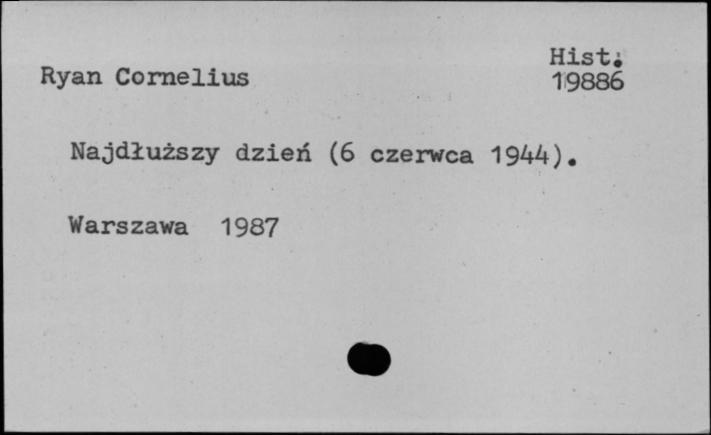 Hist.
Ryan Cornelius
19886
Najdłuższy dzień (6 czerwca 1944).
Warszawa 1987